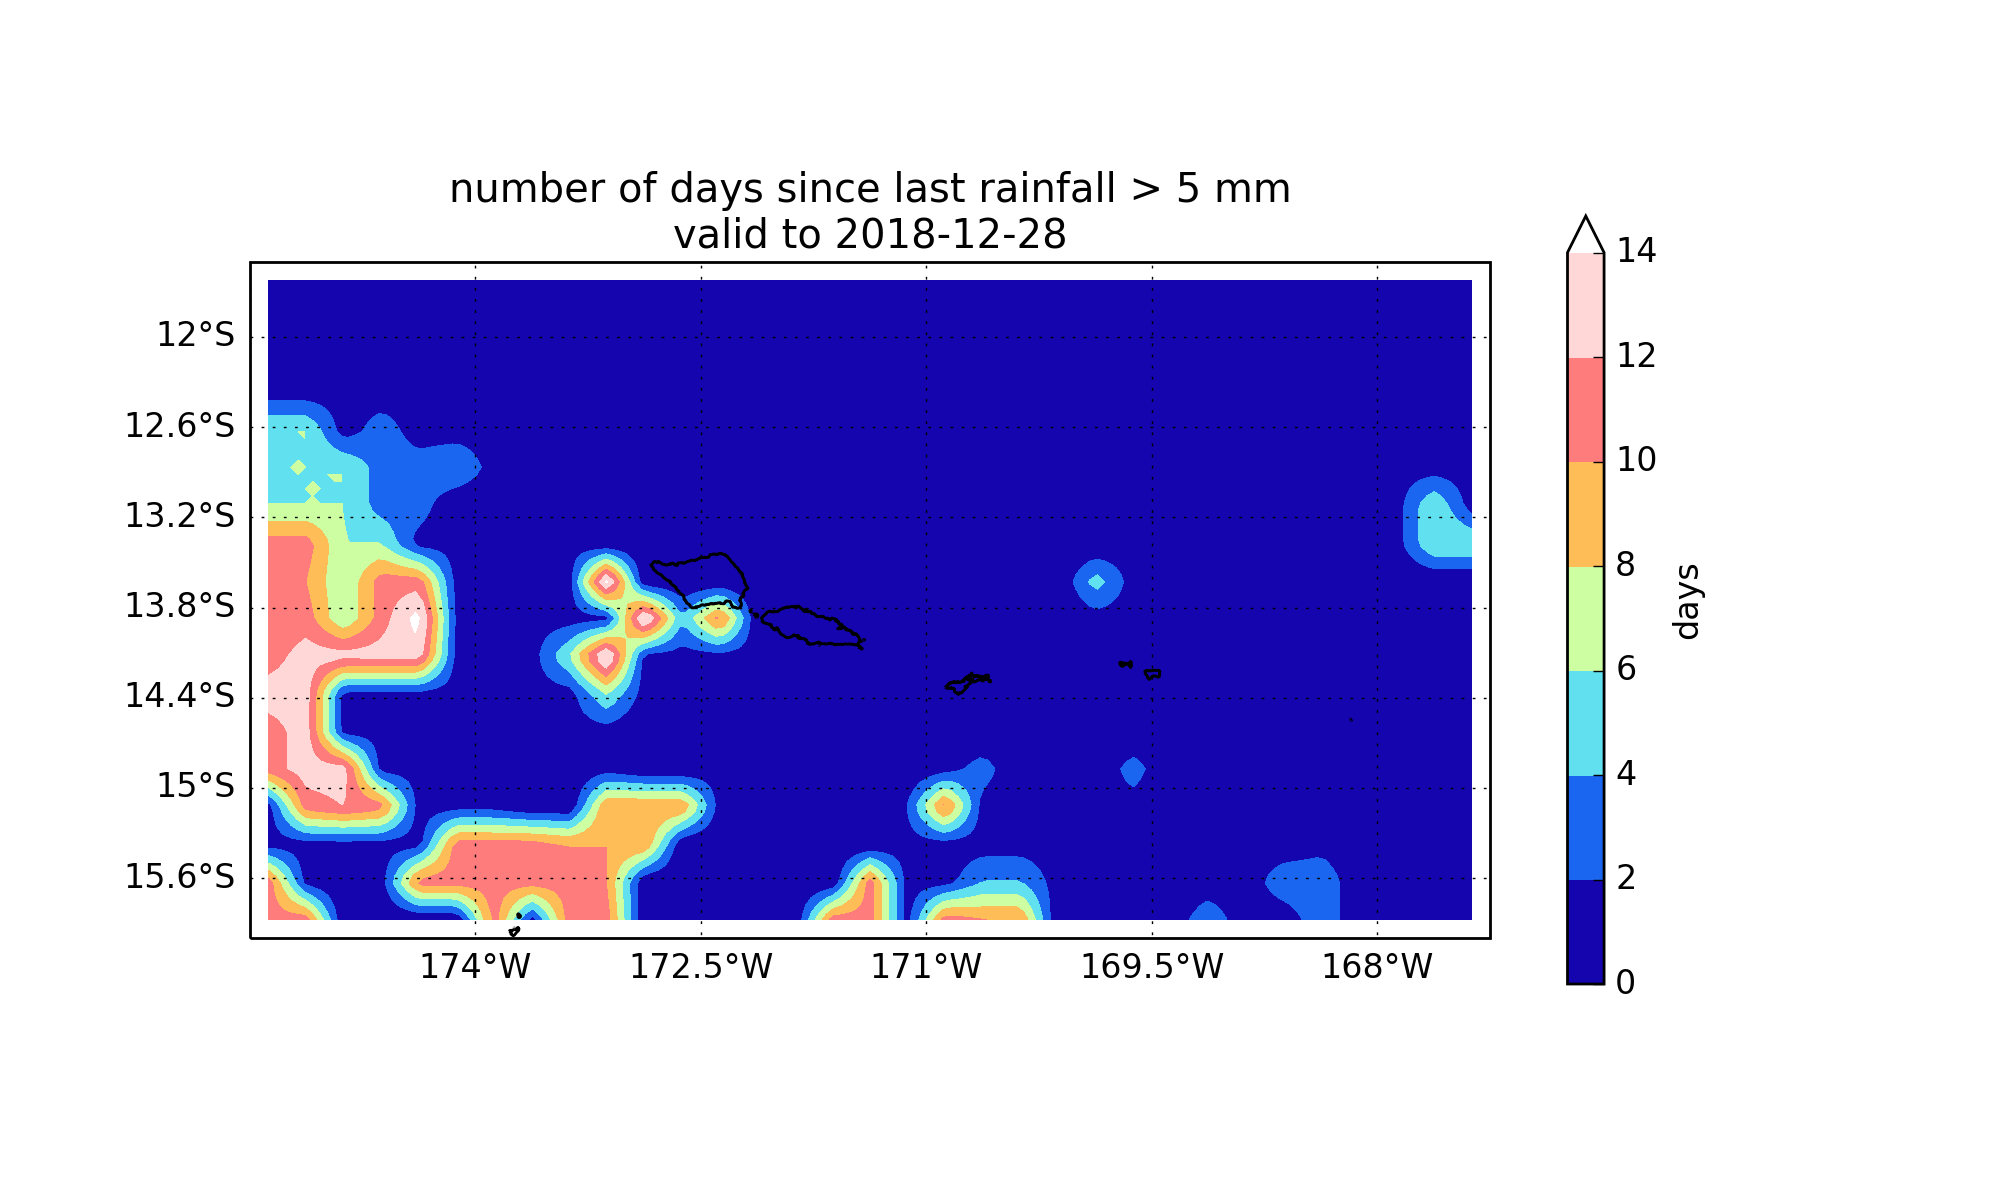 number of days since last rainfall > 5 mm
valid to 2018-12-28
12°S
12.6°S
13.2°S
13.8°S
14.4°S
15°S
15.6°S
174°W
172.5°W
171°W
169.5°W
168°W
14
12
10
8
6
4
2
0
days